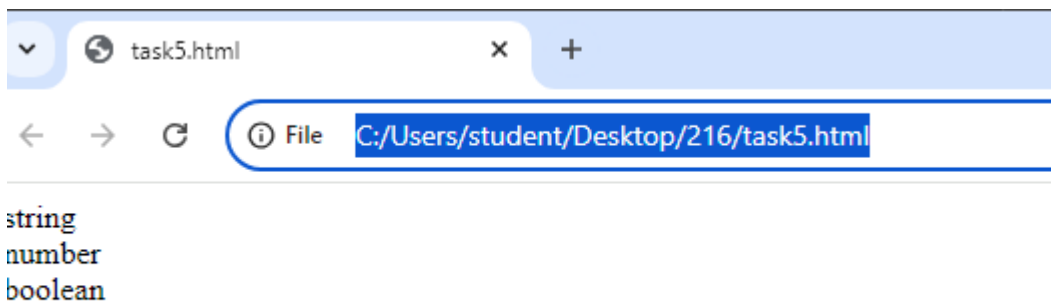 task5.html
File C:/Users/student/Desktop/216/task5.html
string
number
boolean